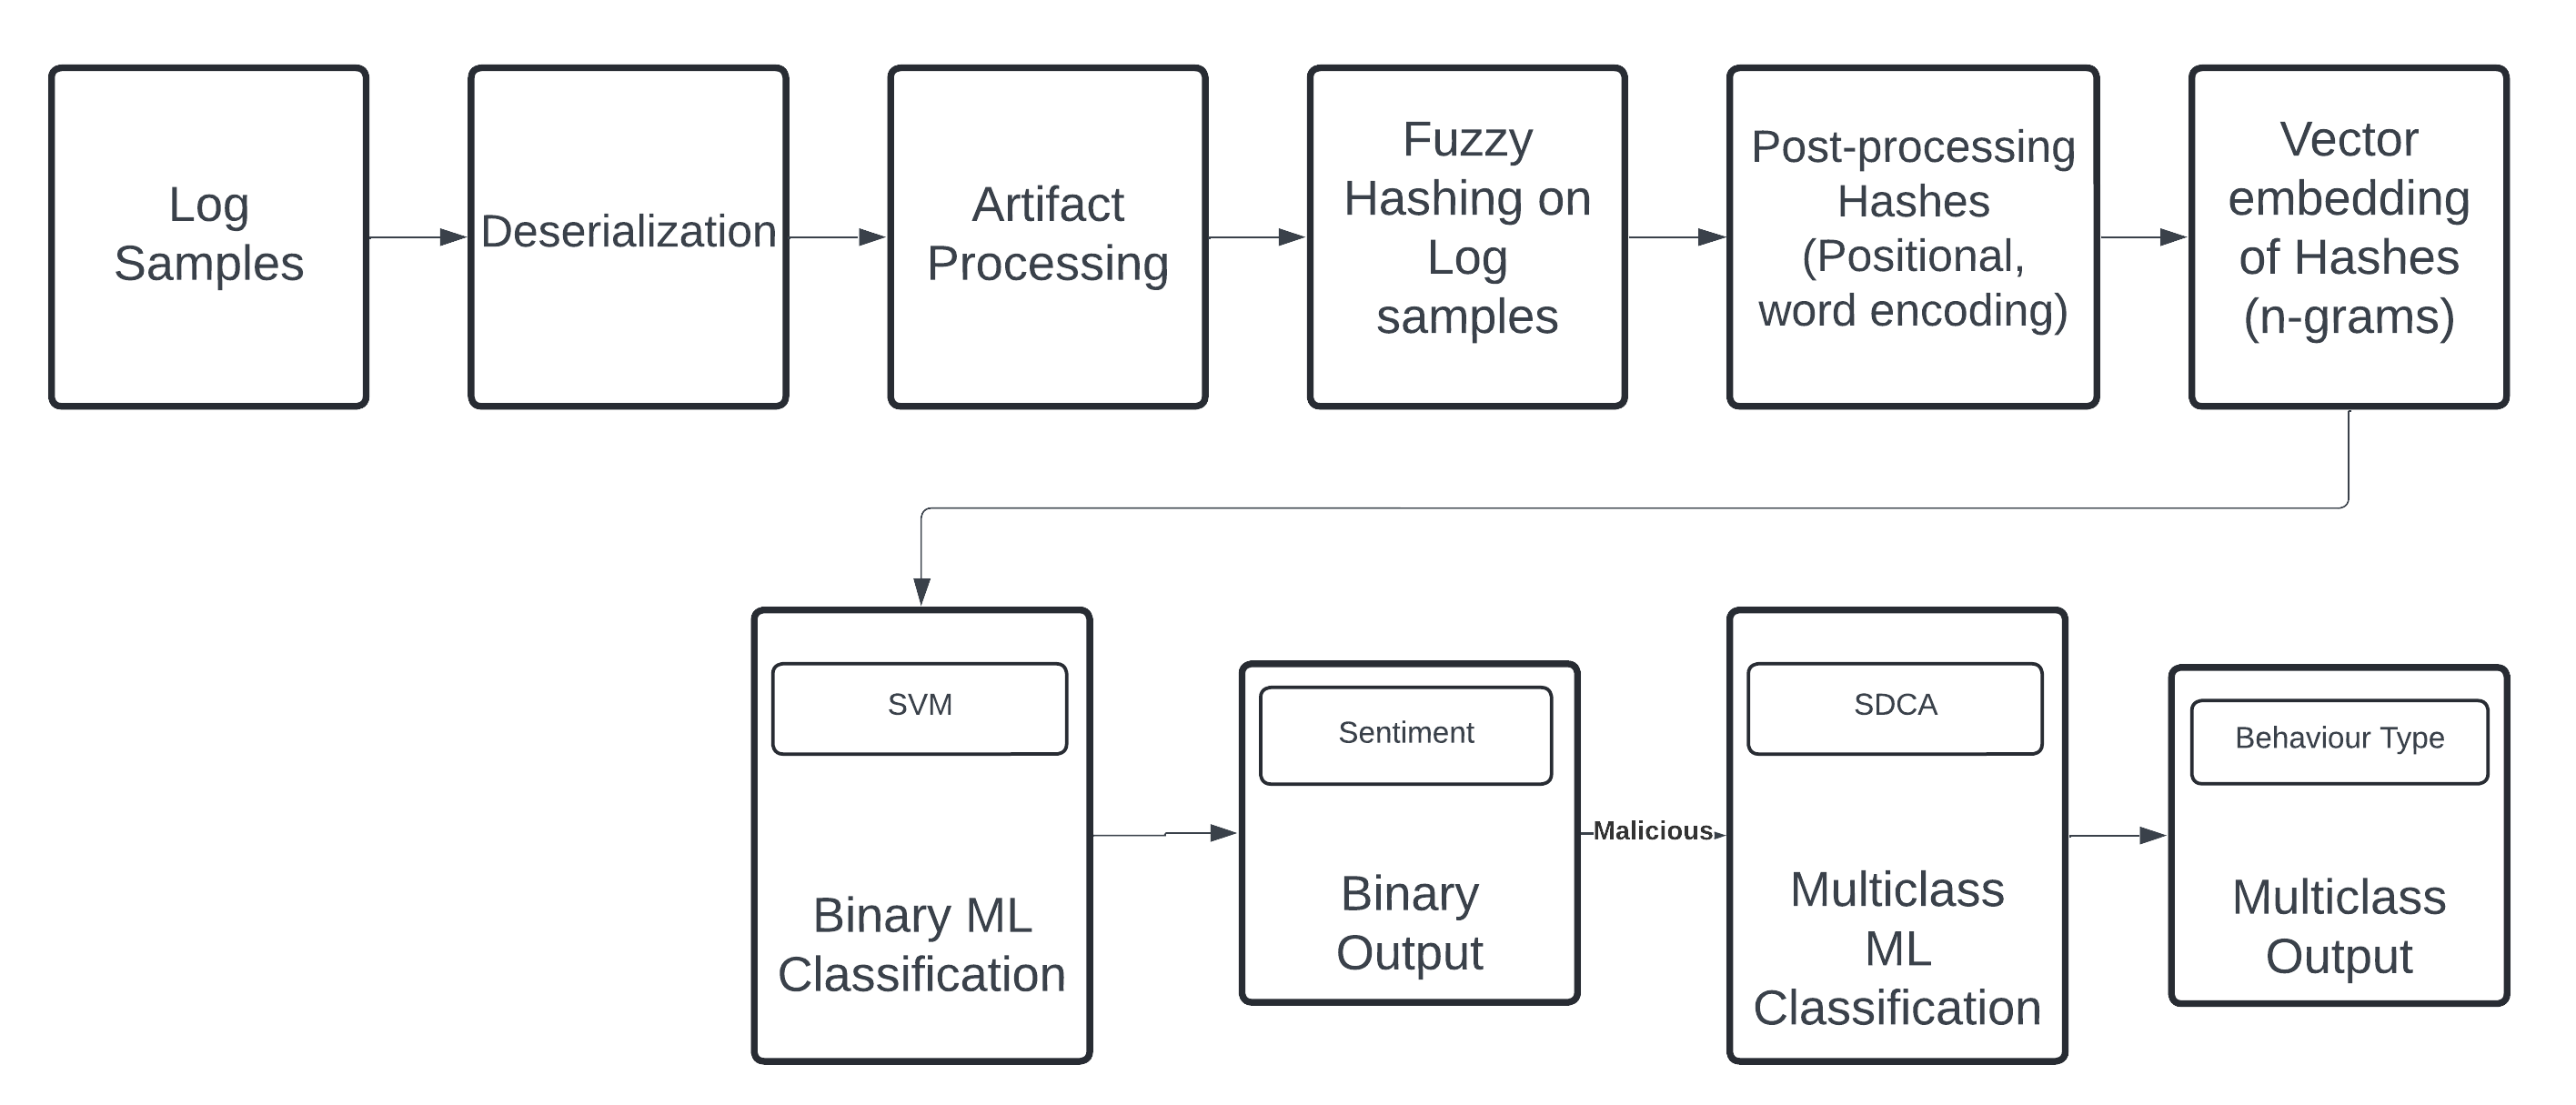 Log
Samples
Deserialization
Artifact
Processing
Fuzzy
Hashing on
Log
samples
Post-processing
Hashes
(Positional,
word encoding)
Vector
embedding
of Hashes
(n-grams)
SVM
Binary ML
Classification
Sentiment
Binary
Output
Malicious
SDCA
Multiclass
ML
Classification
Behaviour Type
Multiclass
Output